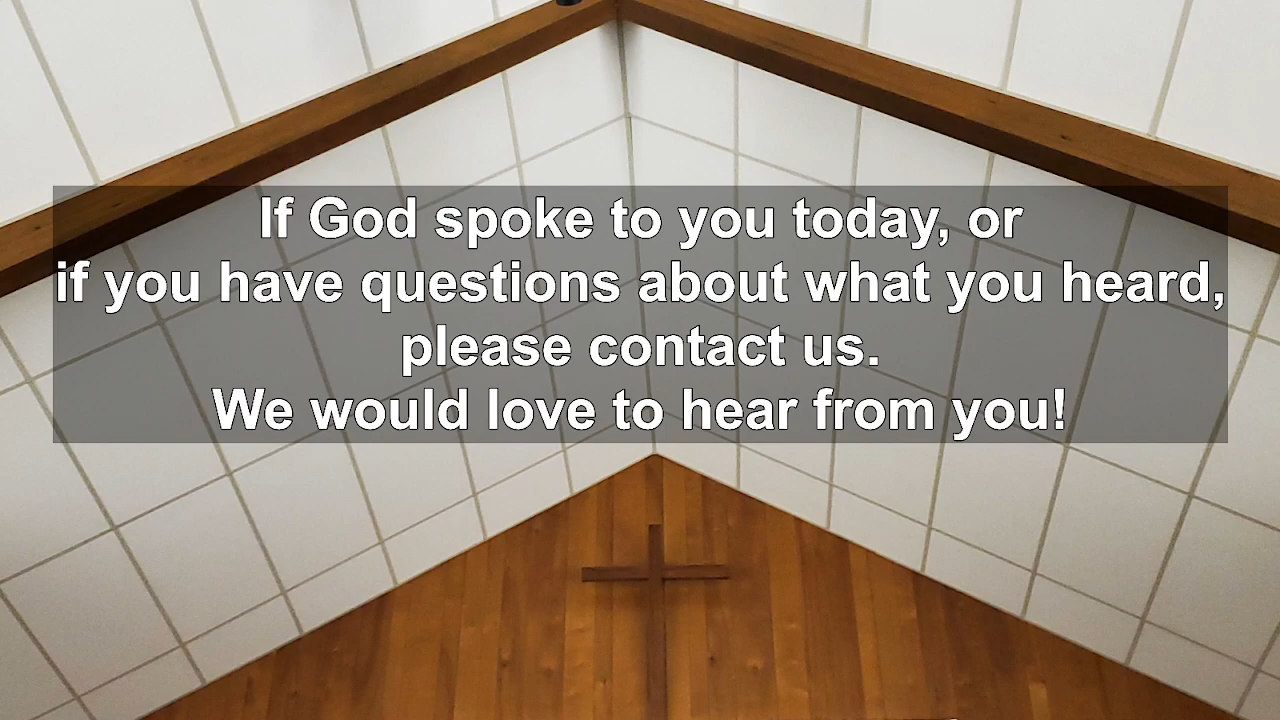 If God spoke to you today, or
if you have questions about what you heard,
please contact us.
We would love to hear from you!